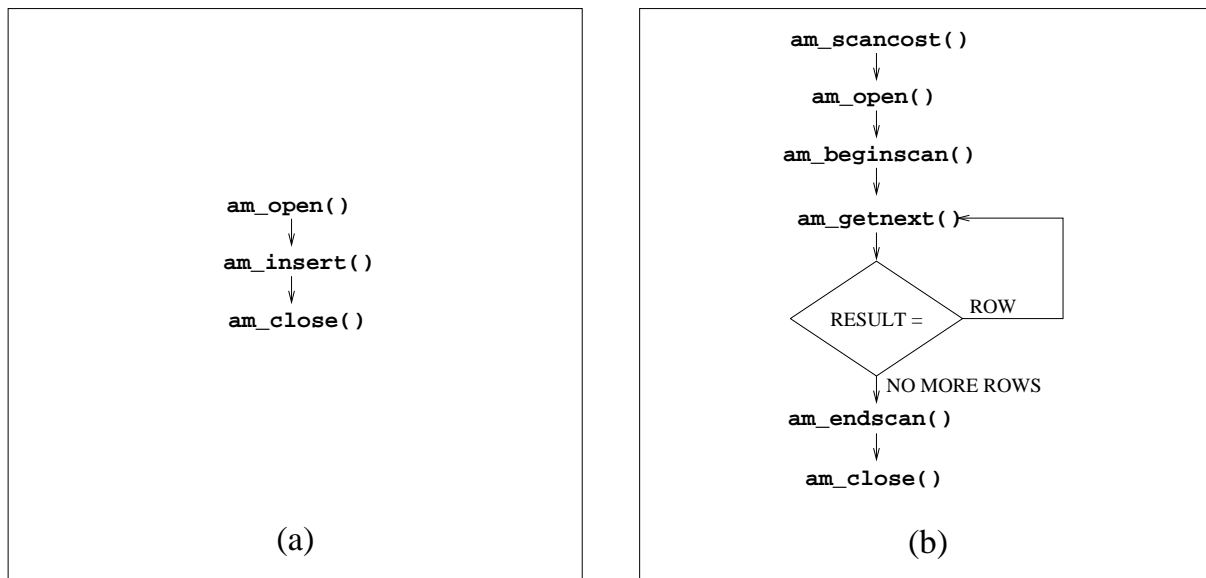 am_open()
am_insert()
am_close()
(a)
am_scancost()
am_open()
am_beginscan()
am_getnext()
RESULT =
ROW
NO MORE ROWS
am_endscan()
am_close()
(b)